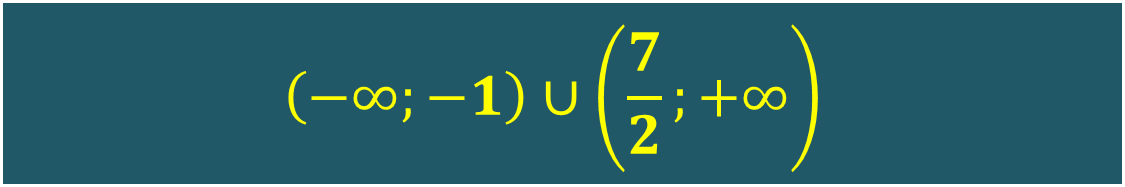 (−∞; −1) ∪ (7/2; +∞)